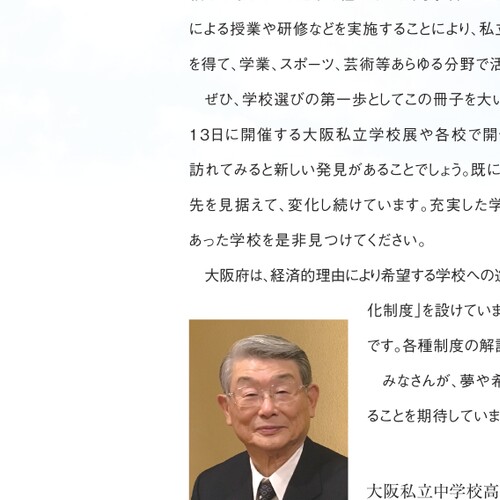 による授業や研修などを実施することにより、私立
を得て、学業、スポーツ、芸術等あらゆる分野で活
ぜひ、学校選びの第一歩としてこの冊子を大い
13日に開催する大阪私立学校展や各校で開
訪れてみると新しい発見があることでしょう。既に
先を見据えて、変化し続けています。充実した学
あった学校を是非見つけてください。
大阪府は、経済的理由により希望する学校への進
化制度」を設けていま
です。各種制度の解説
みなさんが、夢や希
ることを期待していま
大阪私立中学校高